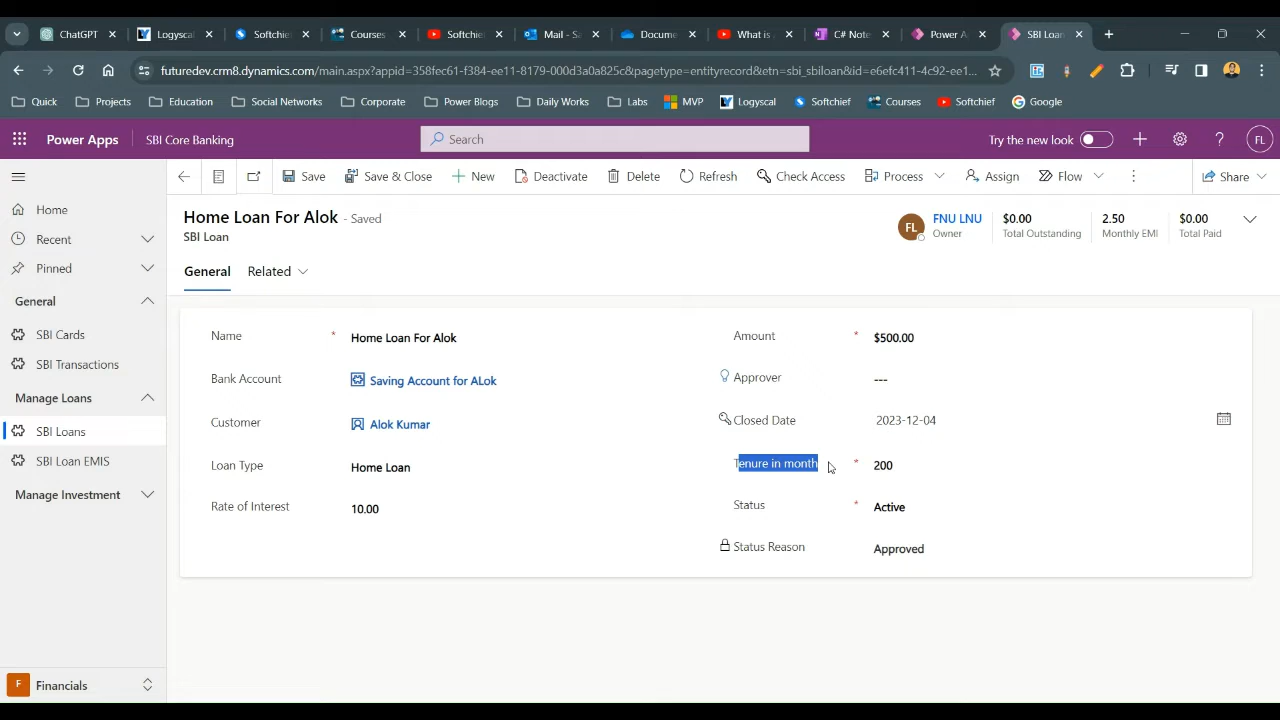 ChatGPT
Logyscal
Softchie
Courses
Softchie
Mail - Sa
Docume
What is
C# Note
Power A
SBI Loan
futuredev.crm8.dynamics.com/main.aspx?appid=358fec61-f384-ee11-8179-000d3a0a825c&pagetype=entityrecord&etn=sbi_sbiloan&id=e6efc411-4c92-ee1...
Quick
Projects
Education
Social Networks
Corporate
Power Blogs
Daily Works
Labs
MVP
Logyscal
Softchief
Courses
Softchief
Google
Power Apps
SBI Core Banking
Search
Try the new look
FL
Save
Save & Close
New
Deactivate
Delete
Refresh
Check Access
Process
Assign
Flow
Share
Home
Recent
Pinned
General
SBI Cards
SBI Transactions
Manage Loans
SBI Loans
SBI Loan EMIS
Manage Investment
F Financials
Home Loan For Alok - Saved
SBI Loan
FL
FNU LNU
Owner
$0.00
Total Outstanding
2.50
Monthly EMI
$0.00
Total Paid
General
Related
Name * Home Loan For Alok
Bank Account Saving Account for ALok
Customer Alok Kumar
Loan Type Home Loan
Rate of Interest 10.00
Amount * $500.00
Approver ---
Closed Date 2023-12-04
Tenure in month * 200
Status * Active
Status Reason Approved